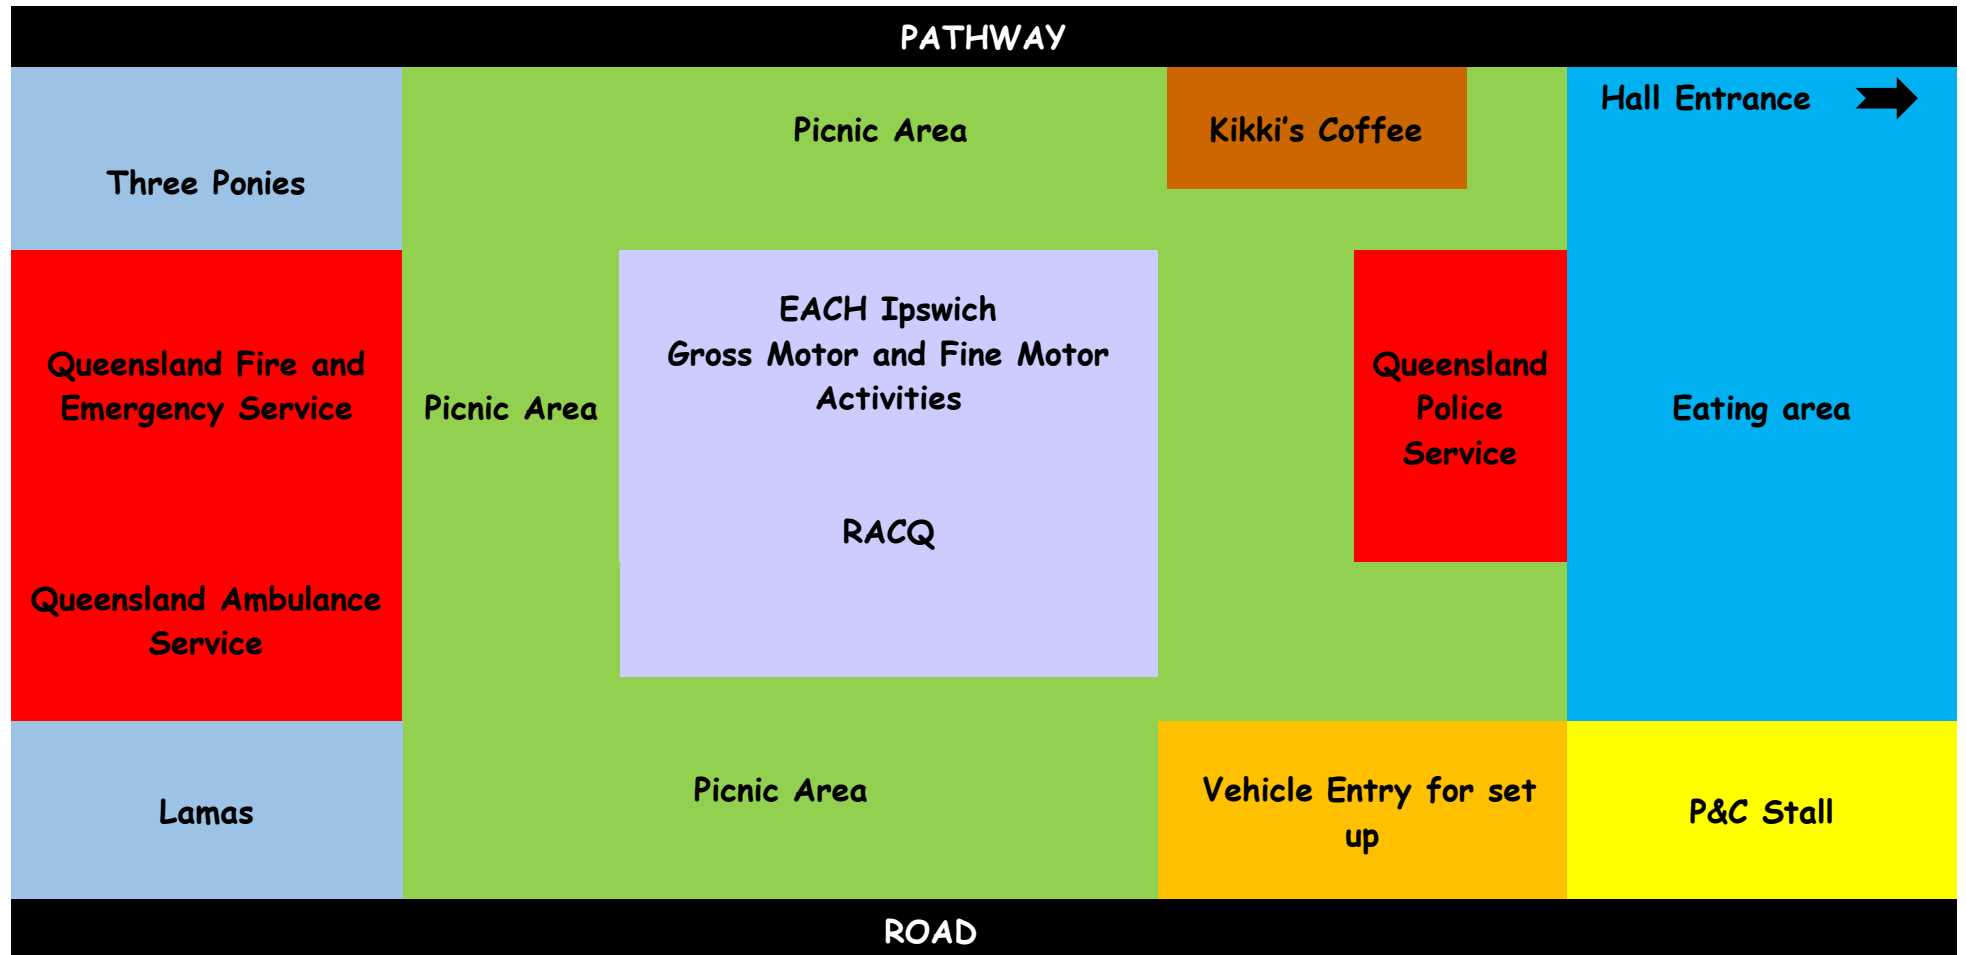 PATHWAY
Hall Entrance
Picnic Area
Kikki's Coffee
Three Ponies
EACH Ipswich
Gross Motor and Fine Motor
Activities
Queensland Fire and
Emergency Service
Picnic Area
Queensland
Police
Service
Eating area
RACQ
Queensland Ambulance
Service
Lamas
Picnic Area
Vehicle Entry for set
up
P&C Stall
ROAD